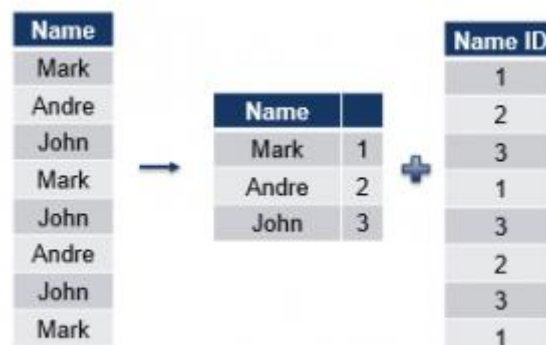 Name
Mark
Andre
John
Mark
John
Andre
John
Mark
Name
Mark 1
Andre 2
John 3
Name ID
1
2
3
1
3
2
3
1